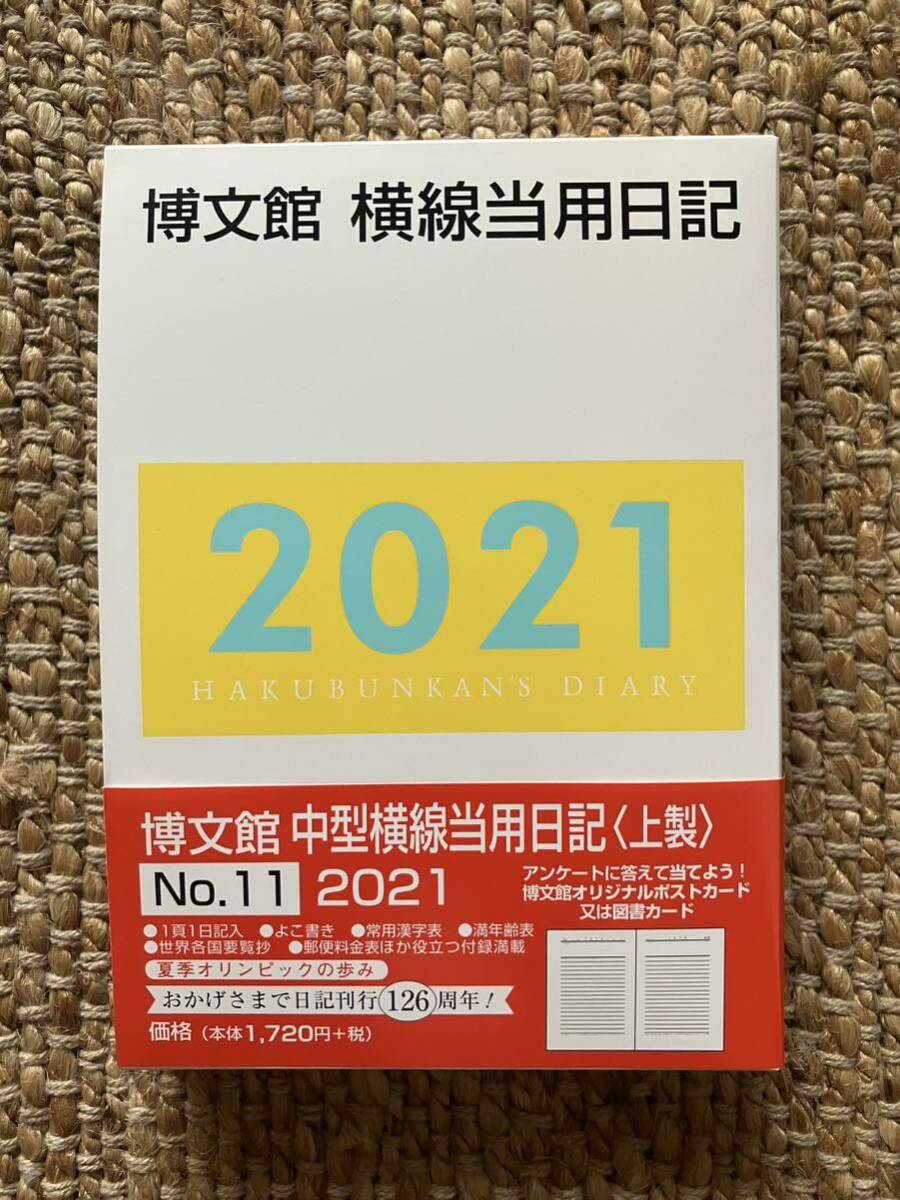 博文館 横線当用日記
2021
HAKUBUNKAN'S DIARY
博文館 中型横線当用日記〈上製〉
No.11 2021
アンケートに答えて当てよう!
博文館オリジナルポストカード
又は図書カード
●1頁1日記入 ●よこ書き ●常用漢字表 ●満年齢表
●世界各国要覧抄 ●郵便料金表ほか役立つ付録満載
夏季オリンピックの歩み
おかげさまで日記刊行126周年!
価格(本体1,720円+税)